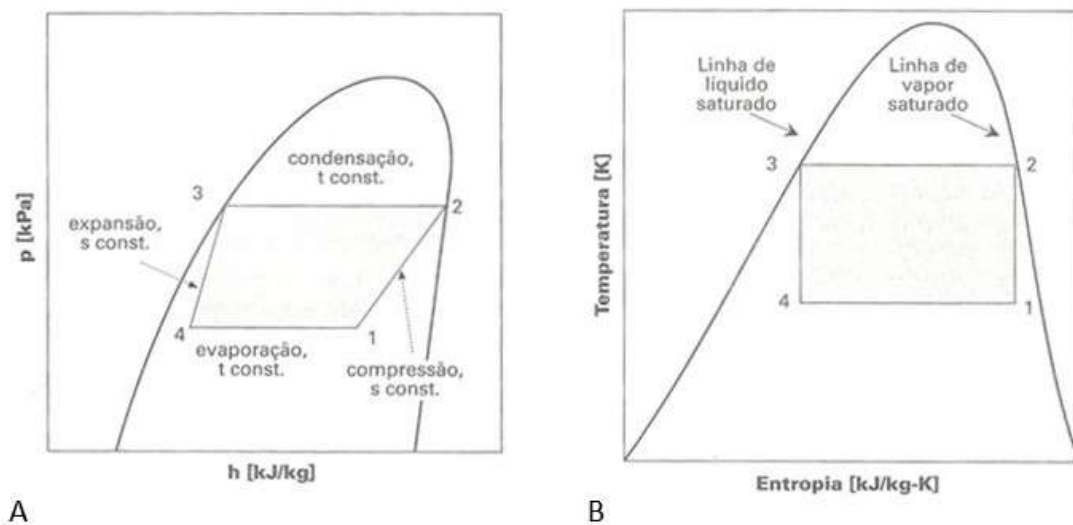 p [kPa]
condensação,
t const.
3
2
expansão,
s const.
4
1
evaporação,
t const.
compressão,
s const.
h [kJ/kg]
A
Temperatura [K]
Linha de
líquido
saturado
Linha de
vapor
saturado
3
2
4
1
Entropia [kJ/kg-K]
B